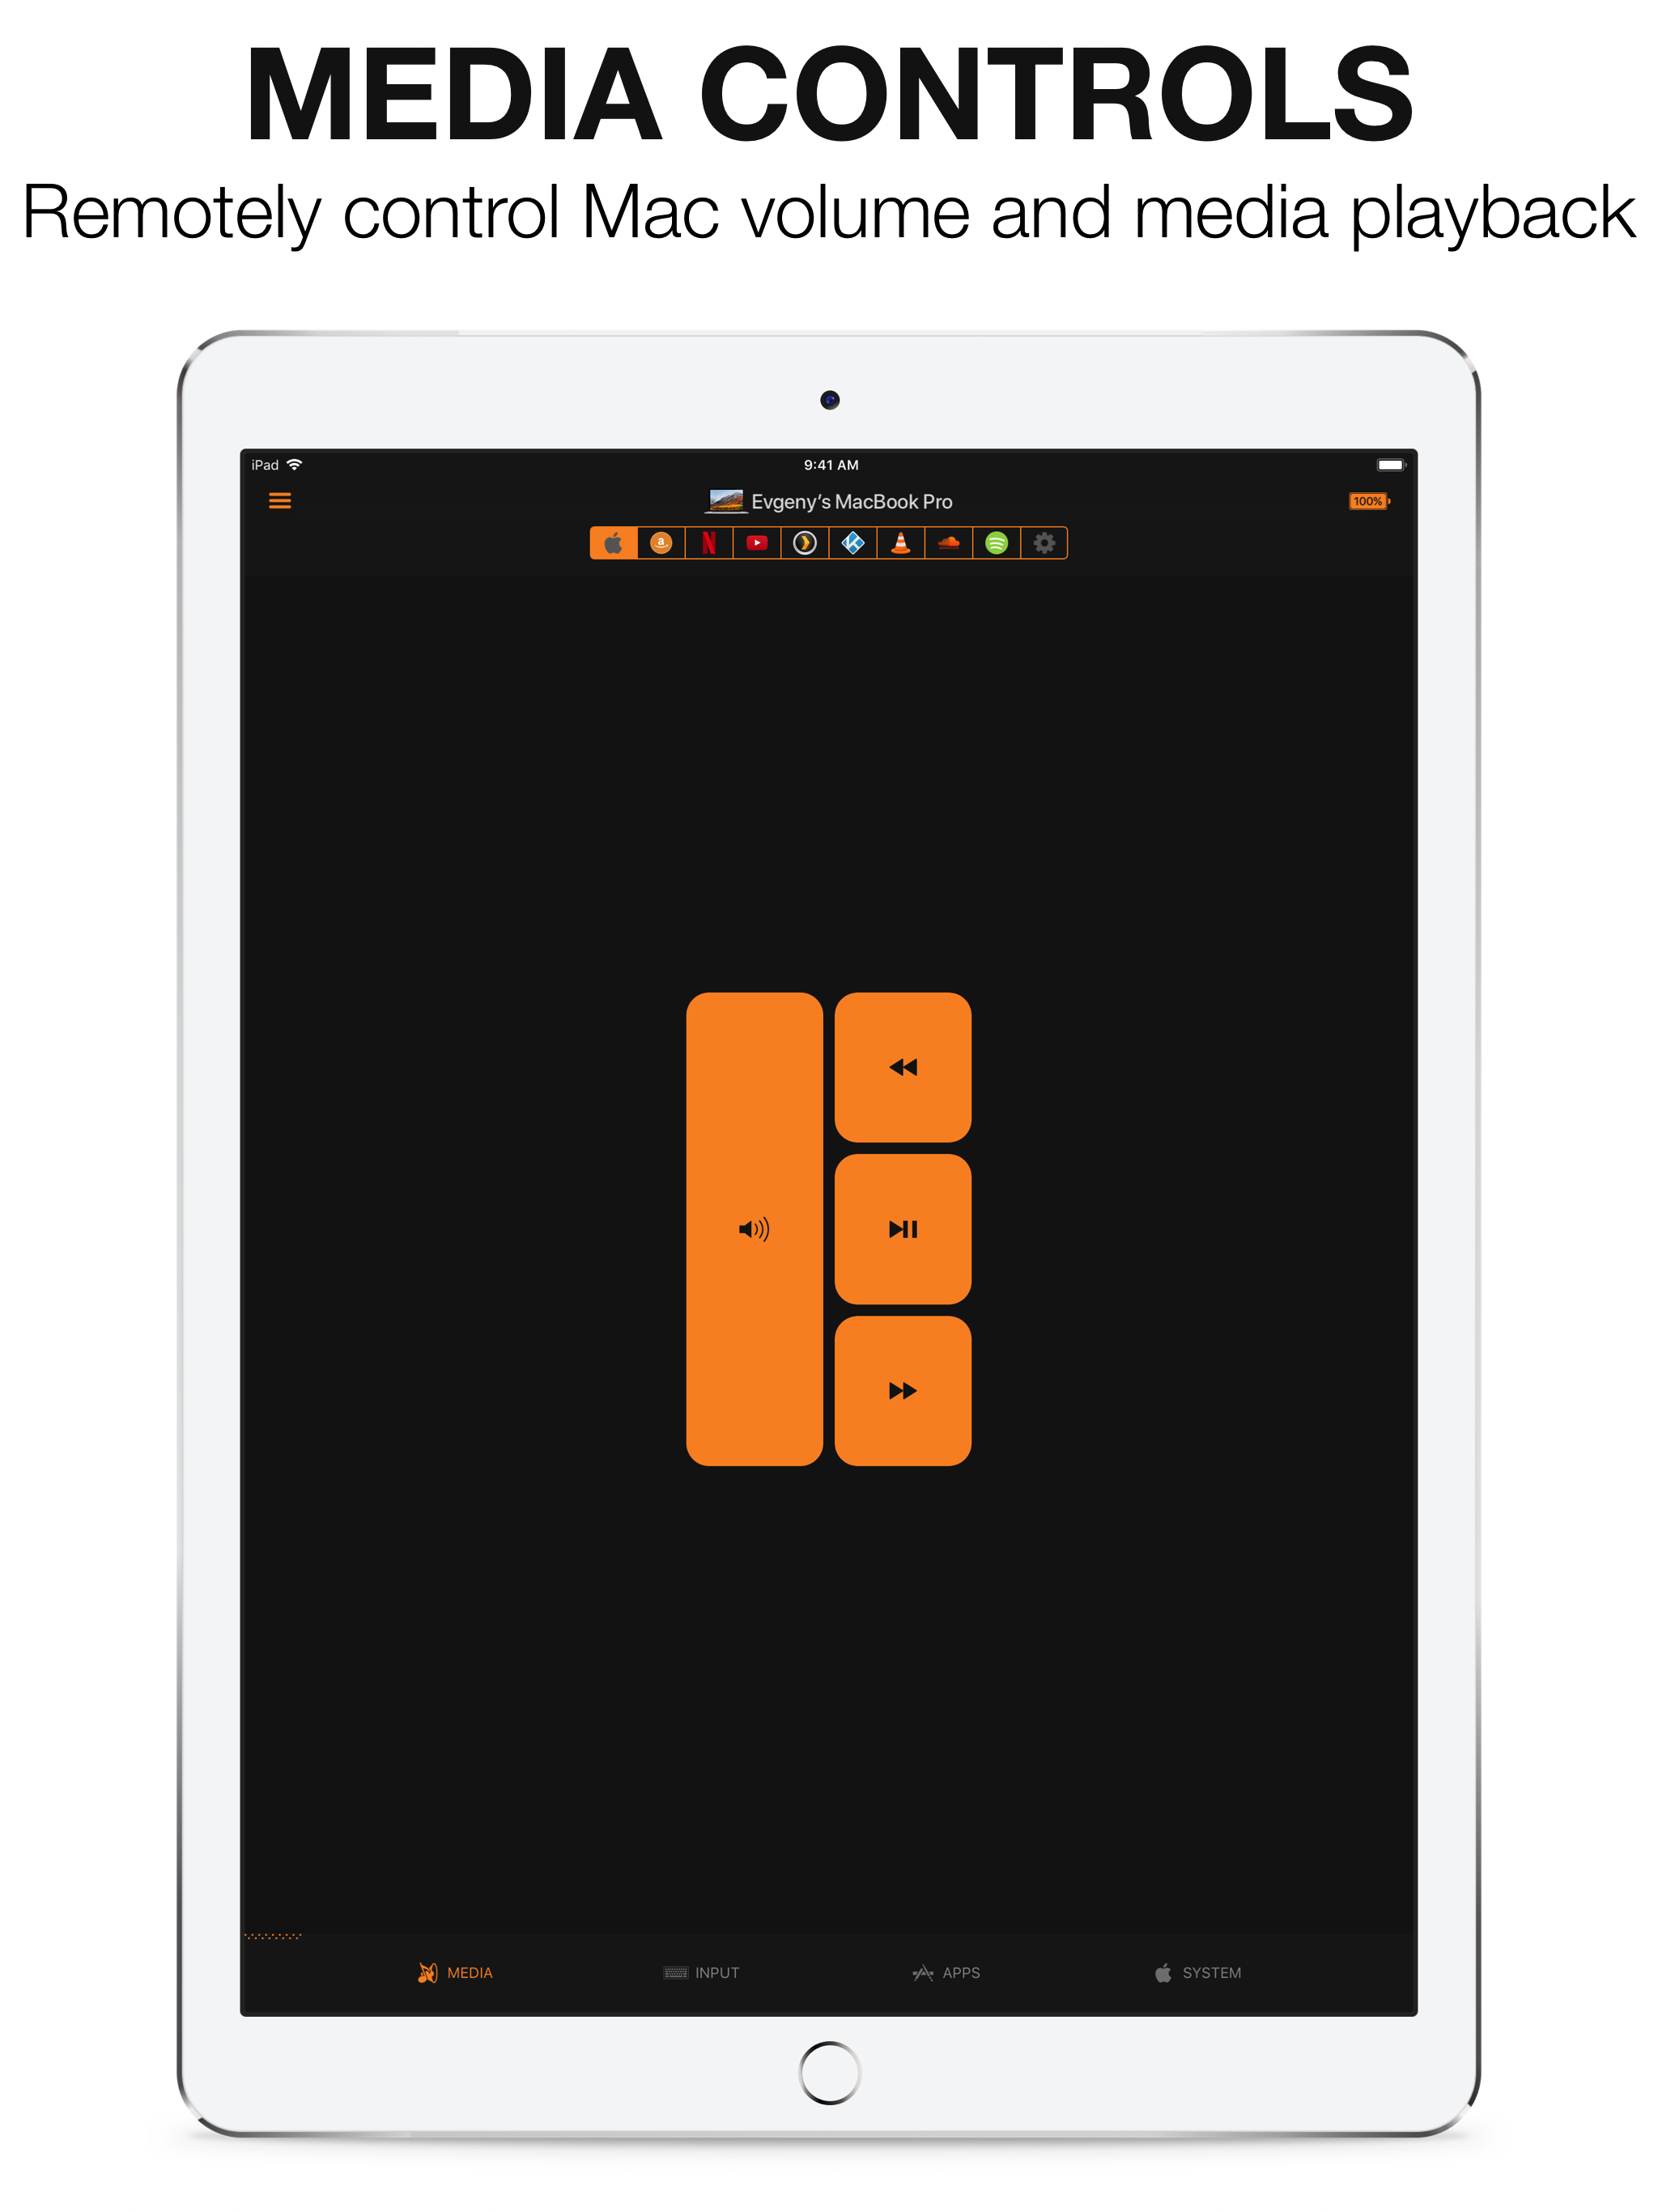 MEDIA CONTROLS
Remotely control Mac volume and media playback
iPad
9:41 AM
Evgeny’s MacBook Pro
100%
MEDIA
INPUT
APPS
SYSTEM